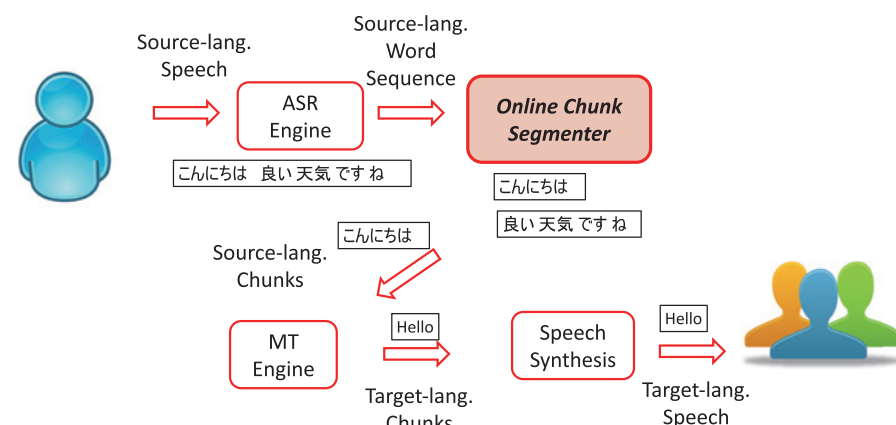 Source-lang.
Speech
Source-lang.
Word
Sequence
ASR
Engine
Online Chunk
Segmenter
こんにちは 良い 天気 です ね
こんにちは
良い 天気 です ね
こんにちは
Source-lang.
Chunks
MT
Engine
Hello
Target-lang.
Chunks
Speech
Synthesis
Hello
Target-lang.
Speech